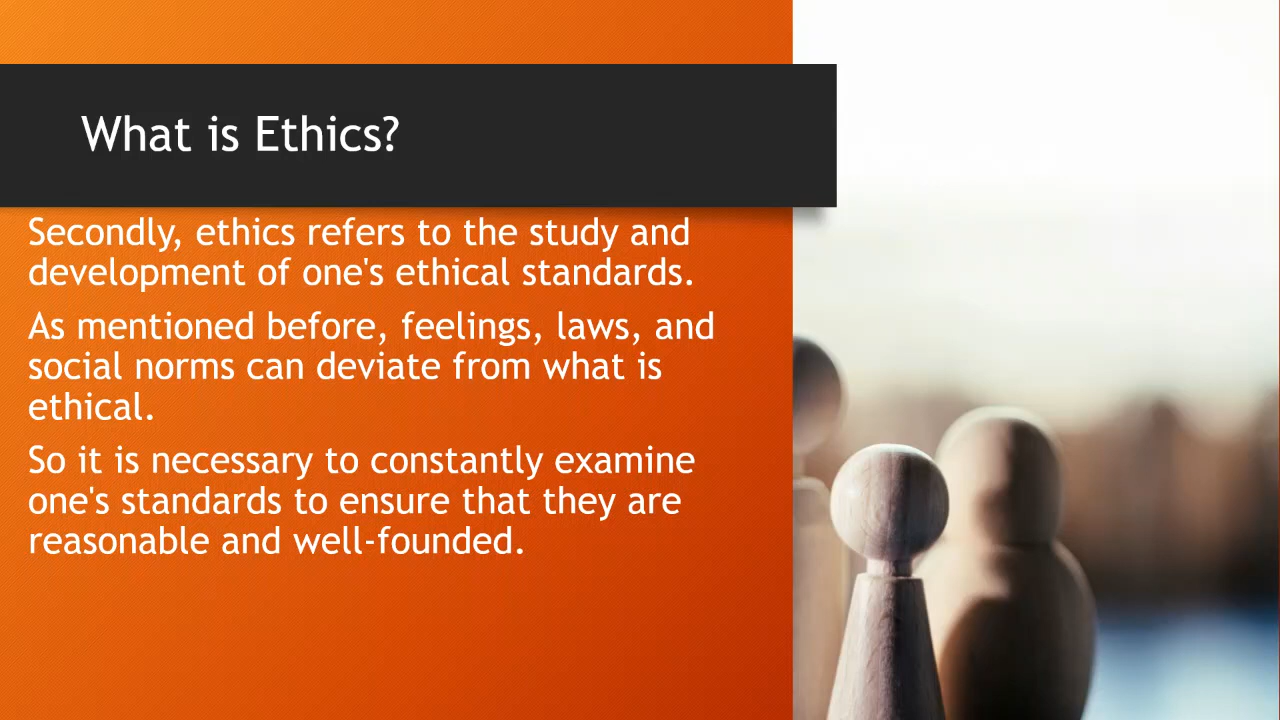 What is Ethics?
Secondly, ethics refers to the study and
development of one's ethical standards.
As mentioned before, feelings, laws, and
social norms can deviate from what is
ethical.
So it is necessary to constantly examine
one's standards to ensure that they are
reasonable and well-founded.